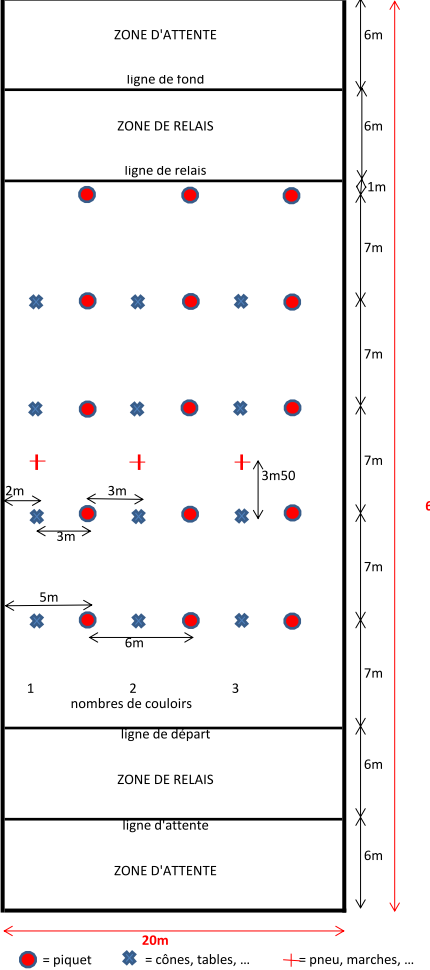 ZONE D'ATTENTE
6m
ligne de fond
ZONE DE RELAIS
6m
ligne de relais
1m
7m
7m
7m
2m
3m
3m50
3m
7m
5m
6m
7m
1 2 3
nombres de couloirs
ligne de départ
ZONE DE RELAIS
6m
ligne d'attente
6m
ZONE D'ATTENTE
20m
= piquet = cônes, tables, ... = pneu, marches, ...